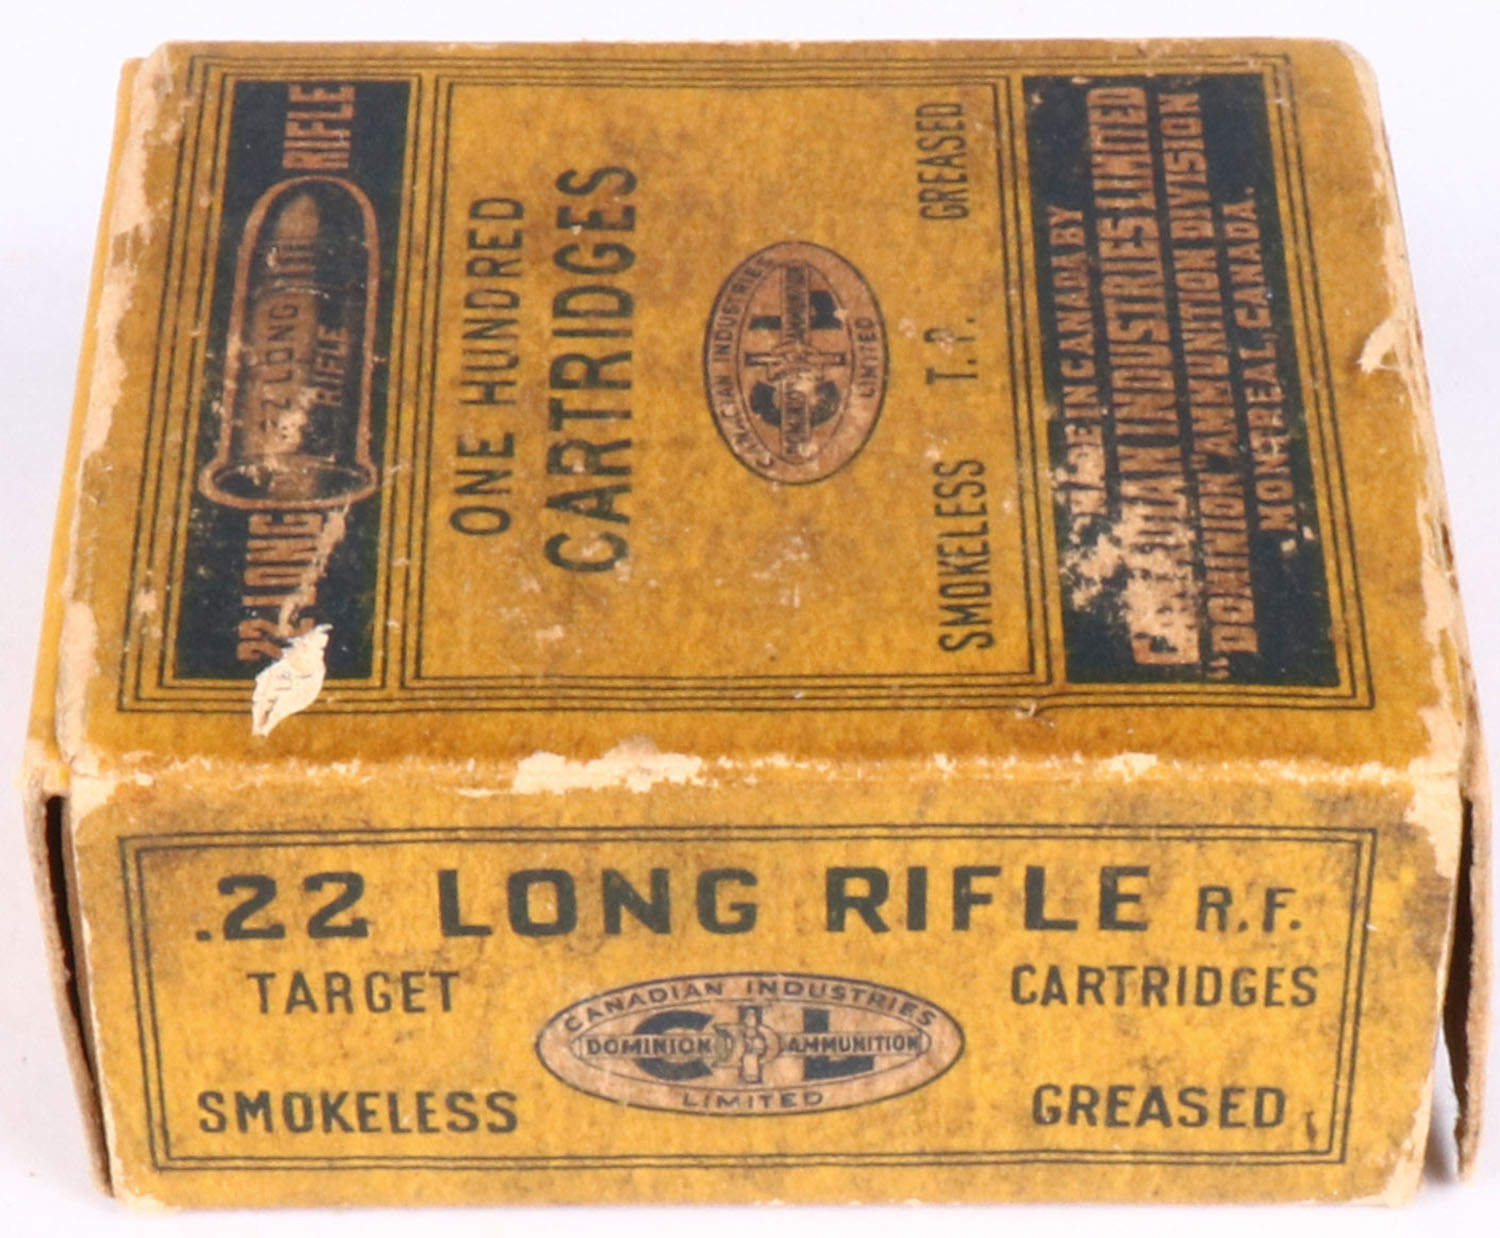 .22 LONG RIFLE
.22 LONG
RIFLE
ONE HUNDRED
CARTRIDGES
CANADIAN INDUSTRIES
C I L
DOMINION AMMUNITION
LIMITED
SMOKELESS T.P. GREASED
MADE IN CANADA BY
CANADIAN INDUSTRIES LIMITED
"DOMINION" AMMUNITION DIVISION
MONTREAL, CANADA.
.22 LONG RIFLE R.F.
TARGET CARTRIDGES
CANADIAN INDUSTRIES
C I L
DOMINION AMMUNITION
LIMITED
SMOKELESS GREASED